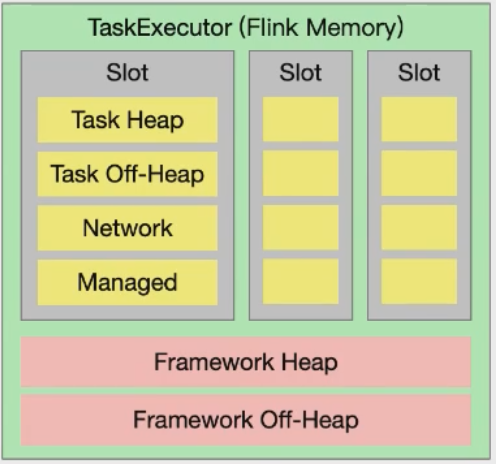 TaskExecutor (Flink Memory)
Slot
Slot
Slot
Task Heap
Task Off-Heap
Network
Managed
Framework Heap
Framework Off-Heap